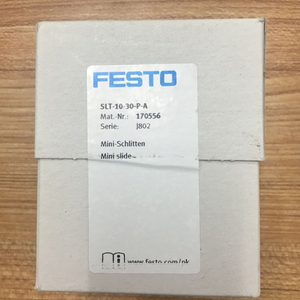 FESTO
SLT-10-30-P-A
Mat.-Nr.: 170556
Serie: J802
Mini-Schlitten
Mini slide
www.festo.com/pk